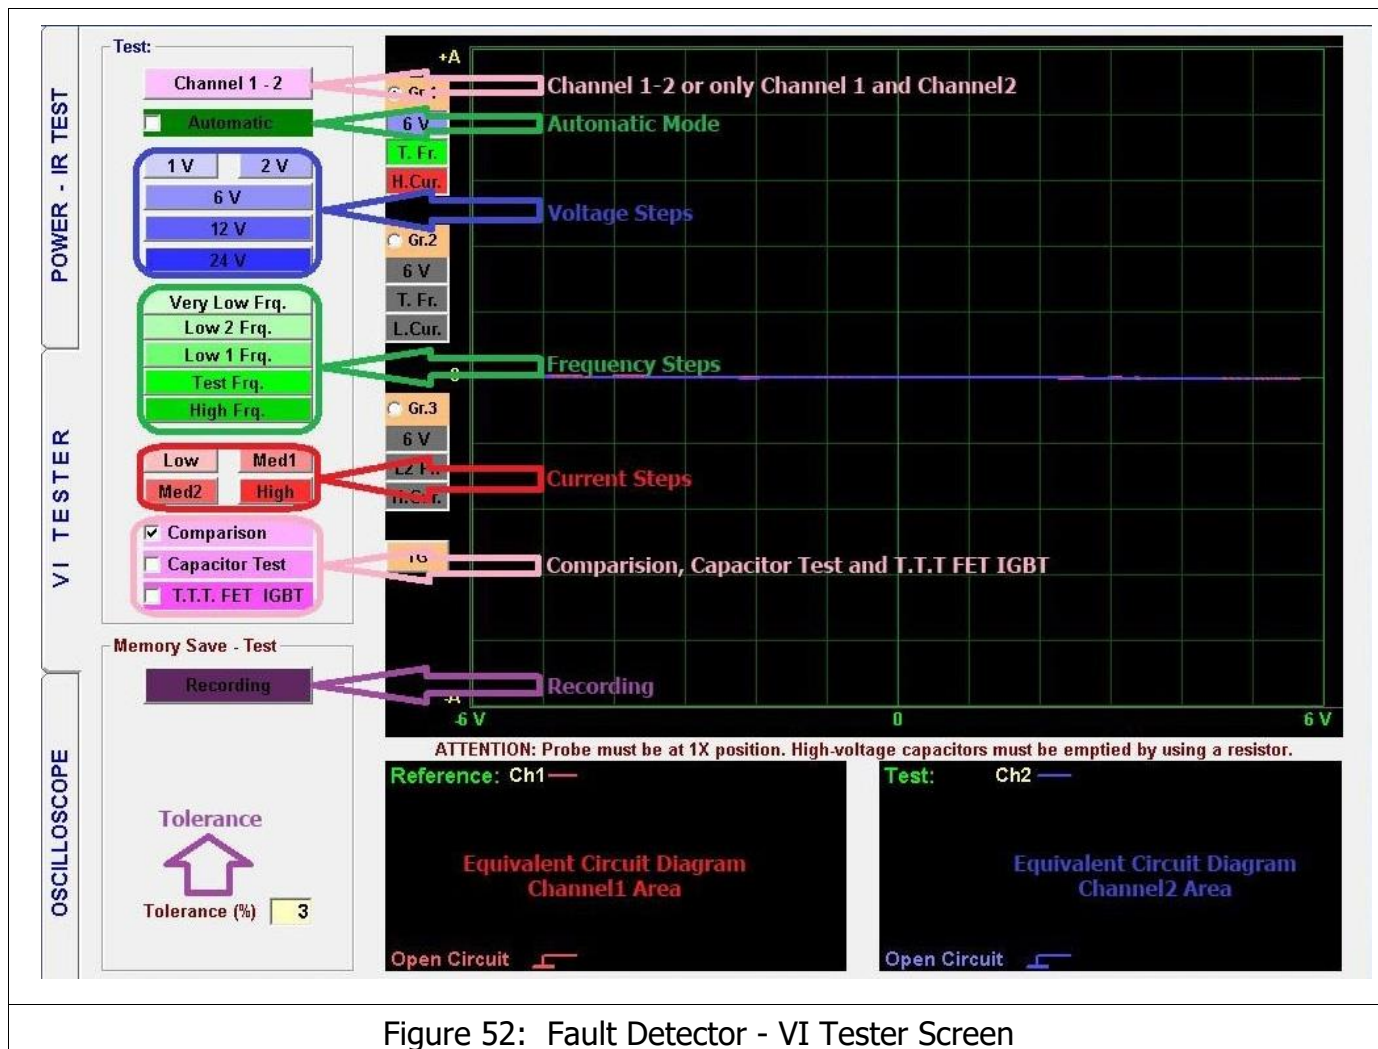 POWER - IR TEST
VI TESTER
OSCILLOSCOPE
Test:
Channel 1 - 2
Automatic
1 V
2 V
6 V
12 V
24 V
Very Low Frq.
Low 2 Frq.
Low 1 Frq.
Test Frq.
High Frq.
Low
Med1
Med2
High
Comparison
Capacitor Test
T.T.T. FET IGBT
Memory Save - Test
Recording
Tolerance
Tolerance (%) 3
+A
Gr.1
6 V
T. Fr.
H.Cur.
Gr.2
6 V
T. Fr.
L.Cur.
Gr.3
6 V
L2 F.
H.Cur.
Channel 1-2 or only Channel 1 and Channel2
Automatic Mode
Voltage Steps
Frequency Steps
Current Steps
Comparision, Capacitor Test and T.T.T FET IGBT
Recording
-A
-6 V
0
6 V
ATTENTION: Probe must be at 1X position. High-voltage capacitors must be emptied by using a resistor.
Reference: Ch1
Equivalent Circuit Diagram
Channel1 Area
Open Circuit
Test: Ch2
Equivalent Circuit Diagram
Channel2 Area
Open Circuit
Figure 52: Fault Detector - VI Tester Screen